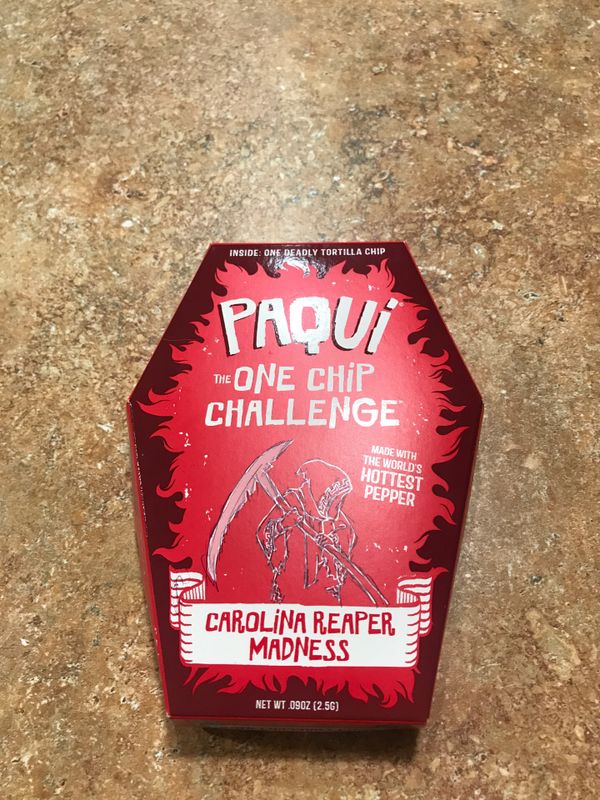 INSIDE: ONE DEADLY TORTILLA CHIP
PAQUI
THE ONE CHIP
CHALLENGE™
MADE WITH
THE WORLD'S
HOTTEST
PEPPER
CAROLINA REAPER
MADNESS
NET WT .09OZ (2.5G)